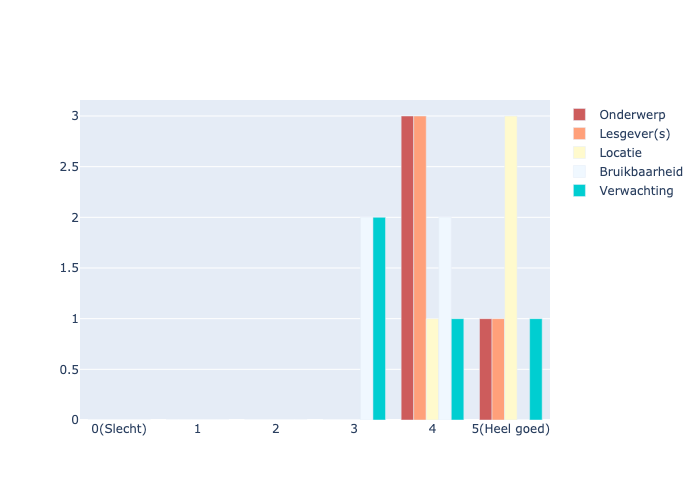 3
2.5
2
1.5
1
0.5
0
0(Slecht) 1 2 3 4 5(Heel goed)
Onderwerp
Lesgever(s)
Locatie
Bruikbaarheid
Verwachting